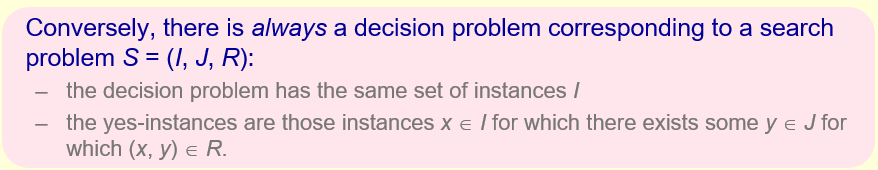 Conversely, there is always a decision problem corresponding to a search
problem S = (I, J, R):
– the decision problem has the same set of instances I
– the yes-instances are those instances x ∈ I for which there exists some y ∈ J for
which (x, y) ∈ R.